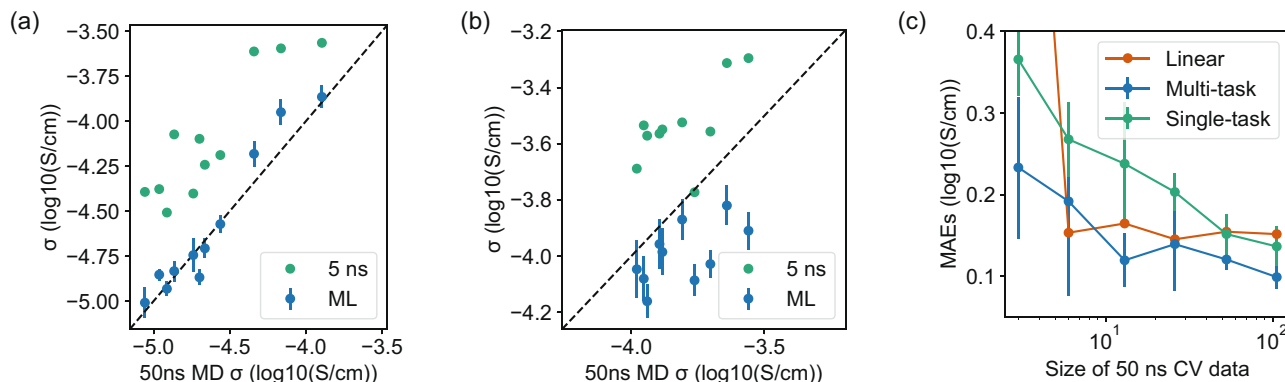 (a)
σ (log10(S/cm))
−3.50
−3.75
−4.00
−4.25
−4.50
−4.75
−5.00
5 ns
ML
−5.0
−4.5
−4.0
−3.5
50ns MD σ (log10(S/cm))
(b)
σ (log10(S/cm))
−3.2
−3.4
−3.6
−3.8
−4.0
−4.2
5 ns
ML
−4.0
−3.5
50ns MD σ (log10(S/cm))
(c)
MAEs (log10(S/cm))
0.4
0.3
0.2
0.1
Linear
Multi-task
Single-task
10¹
10²
Size of 50 ns CV data